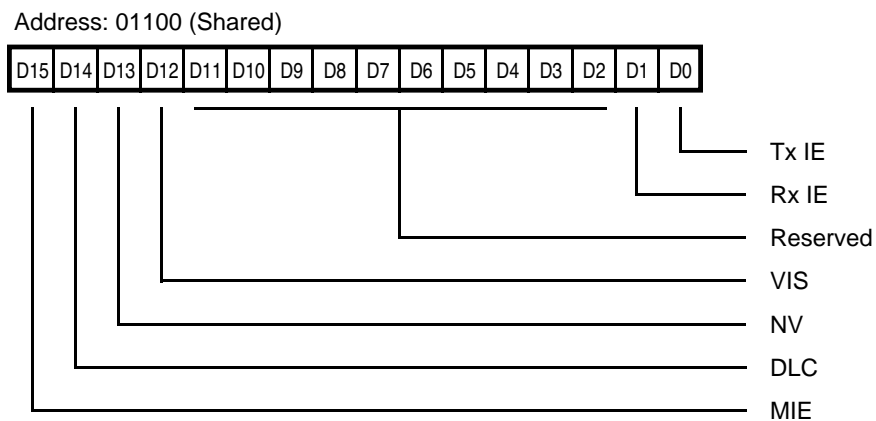 Address: 01100 (Shared)
D15 D14 D13 D12 D11 D10 D9 D8 D7 D6 D5 D4 D3 D2 D1 D0
Tx IE
Rx IE
Reserved
VIS
NV
DLC
MIE